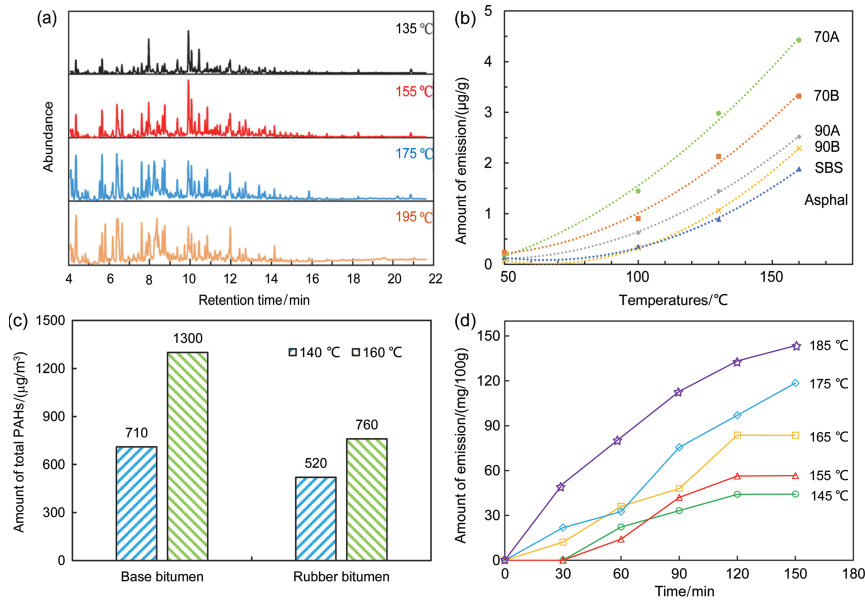 (a)
135 ℃
155 ℃
175 ℃
195 ℃
Abundance
4 6 8 10 12 14 16 18 20 22
Retention time/min
(b)
5
4
3
2
1
0
Amount of emission/(μg/g)
70A
70B
90A
90B
SBS
Asphal
50 100 150
Temperatures/℃
(c)
1500
1200
900
600
300
0
Amount of total PAHs/(μg/m³)
140 ℃ 160 ℃
710 1300 520 760
Base bitumen Rubber bitumen
(d)
150
120
90
60
30
0
Amount of emission/(mg/100g)
185 ℃
175 ℃
165 ℃
155 ℃
145 ℃
0 30 60 90 120 150 180
Time/min